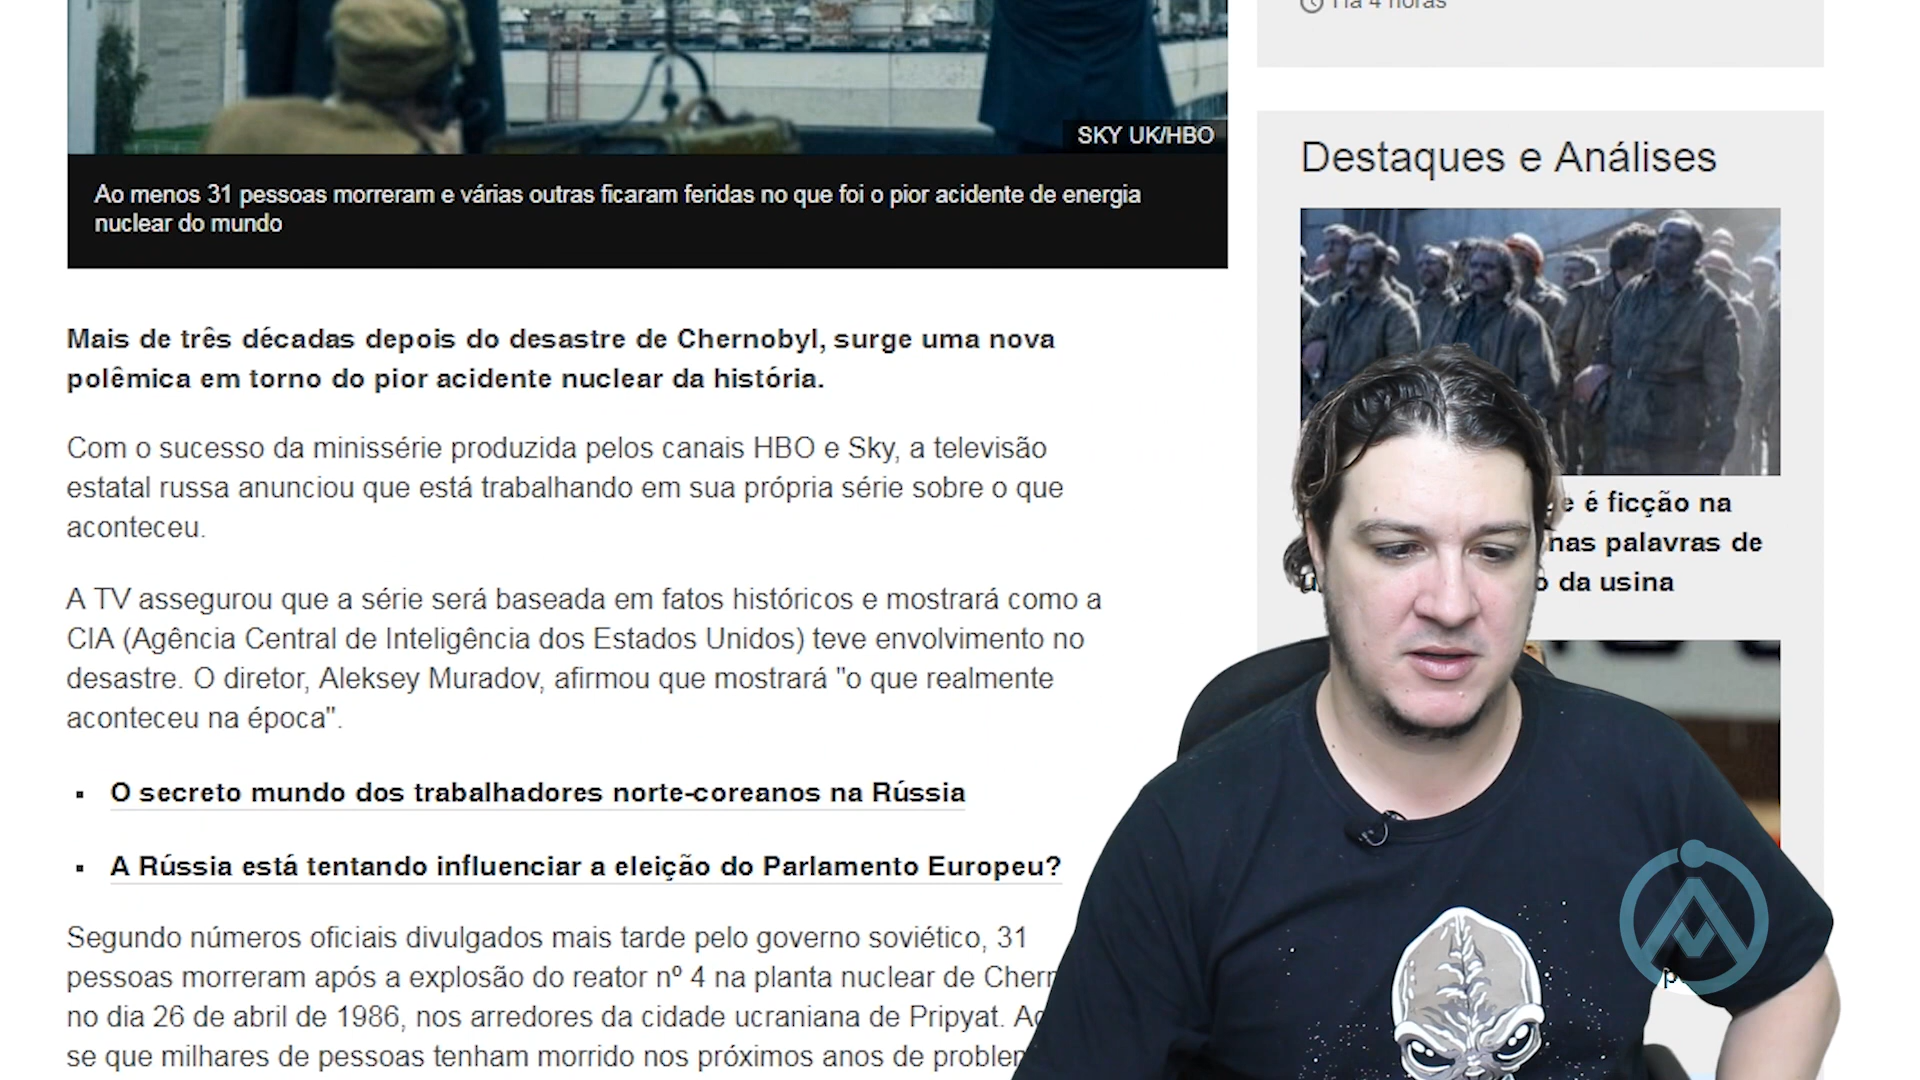 Há 4 horas
SKY UK/HBO
Ao menos 31 pessoas morreram e várias outras ficaram feridas no que foi o pior acidente de energia
nuclear do mundo
Mais de três décadas depois do desastre de Chernobyl, surge uma nova
polêmica em torno do pior acidente nuclear da história.
Com o sucesso da minissérie produzida pelos canais HBO e Sky, a televisão
estatal russa anunciou que está trabalhando em sua própria série sobre o que
aconteceu.
A TV assegurou que a série será baseada em fatos históricos e mostrará como a
CIA (Agência Central de Inteligência dos Estados Unidos) teve envolvimento no
desastre. O diretor, Aleksey Muradov, afirmou que mostrará "o que realmente
aconteceu na época".
▪ O secreto mundo dos trabalhadores norte-coreanos na Rússia
▪ A Rússia está tentando influenciar a eleição do Parlamento Europeu?
Segundo números oficiais divulgados mais tarde pelo governo soviético, 31
pessoas morreram após a explosão do reator nº 4 na planta nuclear de Chern
no dia 26 de abril de 1986, nos arredores da cidade ucraniana de Pripyat. Ac
se que milhares de pessoas tenham morrido nos próximos anos de problem
Destaques e Análises
é ficção na
nas palavras de
da usina